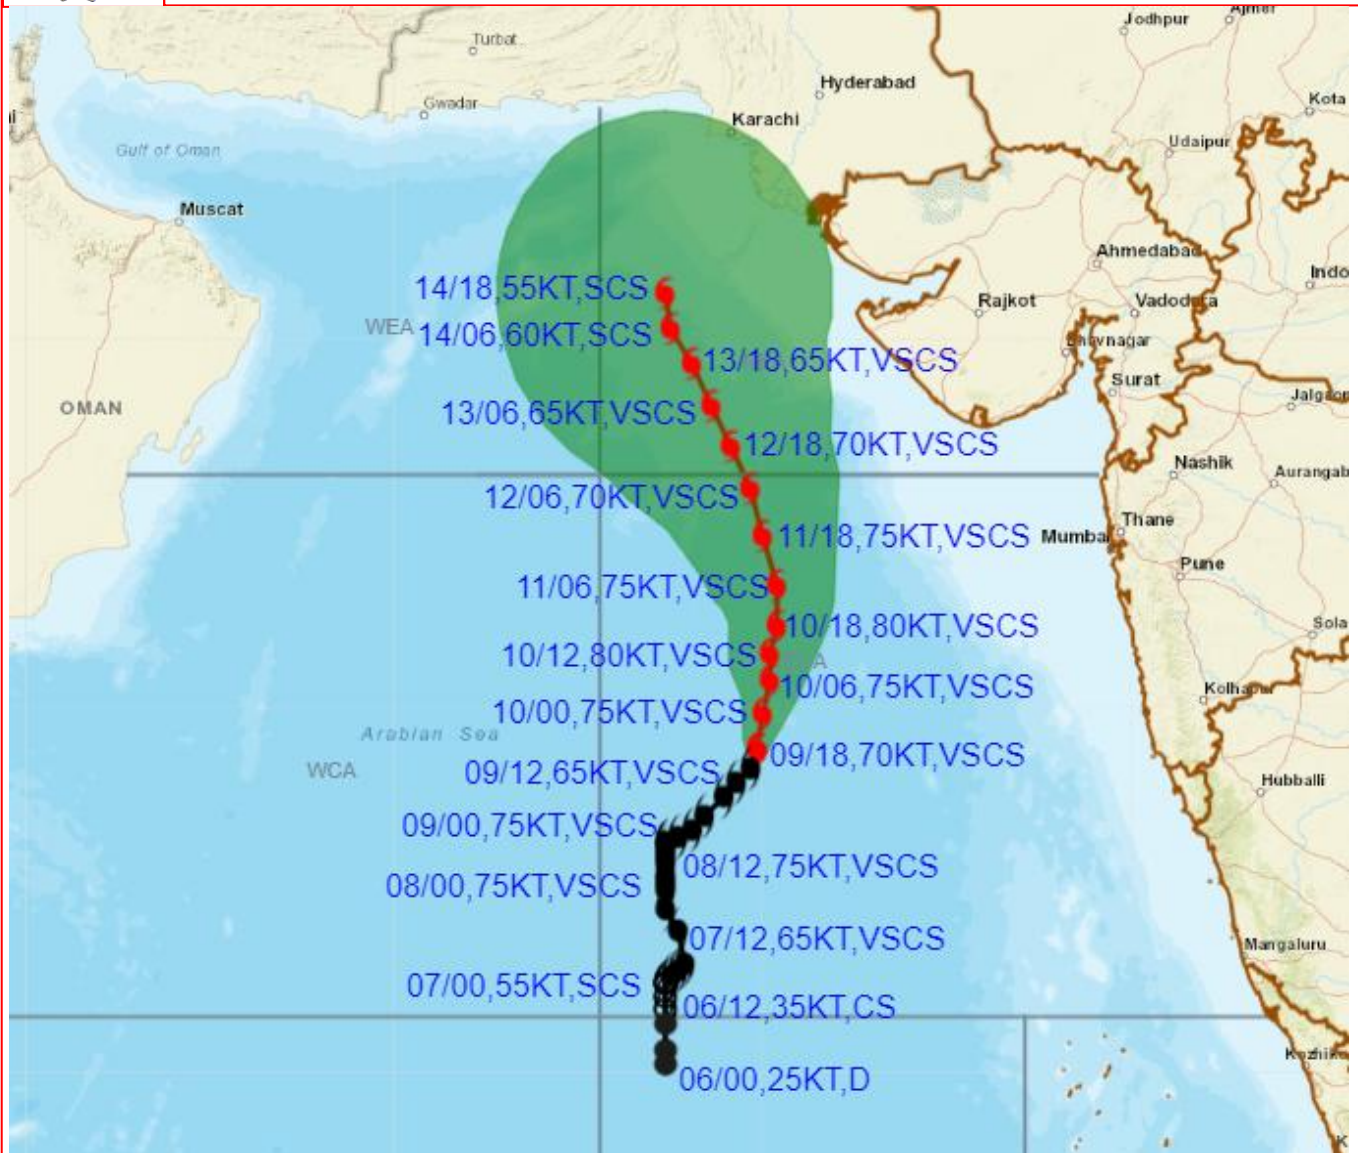 Jodhpur
Ajmer
Turbat
Hyderabad
Gwadar
Kota
Karachi
Gulf of Oman
Udaipur
Muscat
Ahmedabad
14/18,55KT,SCS
Rajkot
Vadodara
Indo
WEA
14/06,60KT,SCS
Bhavnagar
13/18,65KT,VSCS
Surat
OMAN
13/06,65KT,VSCS
Jalgaon
12/18,70KT,VSCS
Nashik
Aurangab
12/06,70KT,VSCS
Thane
11/18,75KT,VSCS
Mumbai
Pune
11/06,75KT,VSCS
10/18,80KT,VSCS
Sola
10/12,80KT,VSCS
A
10/06,75KT,VSCS
Kolhapur
10/00,75KT,VSCS
Arabian Sea
09/18,70KT,VSCS
WCA
09/12,65KT,VSCS
Hubballi
09/00,75KT,VSCS
08/12,75KT,VSCS
08/00,75KT,VSCS
07/12,65KT,VSCS
Mangaluru
07/00,55KT,SCS
06/12,35KT,CS
Kozhiko
06/00,25KT,D
K